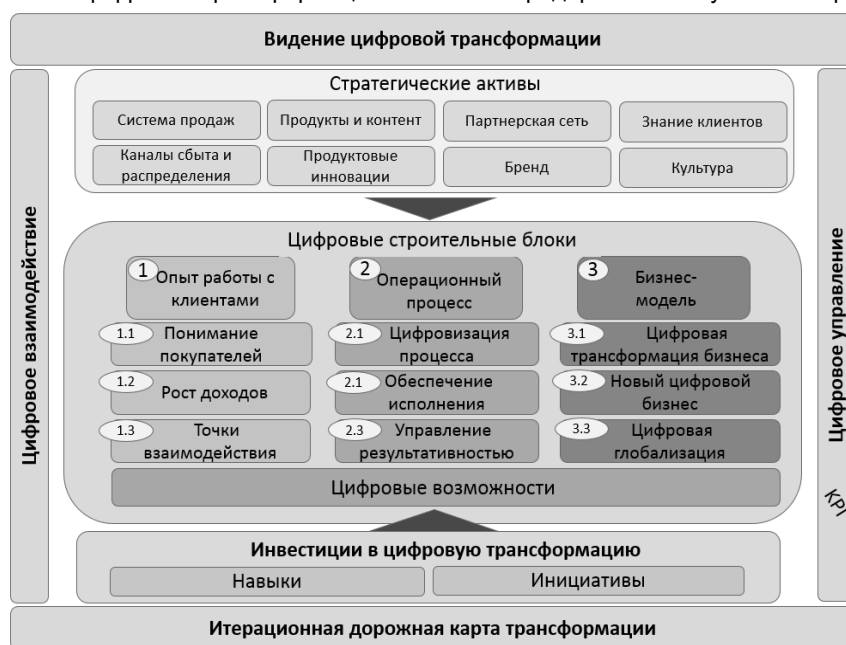 Видение цифровой трансформации
Цифровое взаимодействие
Стратегические активы
Система продаж
Продукты и контент
Партнерская сеть
Знание клиентов
Каналы сбыта и
распределения
Продуктовые
инновации
Бренд
Культура
Цифровые строительные блоки
1
Опыт работы с
клиентами
2
Операционный
процесс
3
Бизнес-
модель
1.1
Понимание
покупателей
2.1
Цифровизация
процесса
3.1
Цифровая
трансформация бизнеса
1.2
Рост доходов
2.1
Обеспечение
исполнения
3.2
Новый цифровой
бизнес
1.3
Точки
взаимодействия
2.3
Управление
результативностью
3.3
Цифровая
глобализация
Цифровые возможности
Инвестиции в цифровую трансформацию
Навыки
Инициативы
Цифровое управление
KPI
Итерационная дорожная карта трансформации